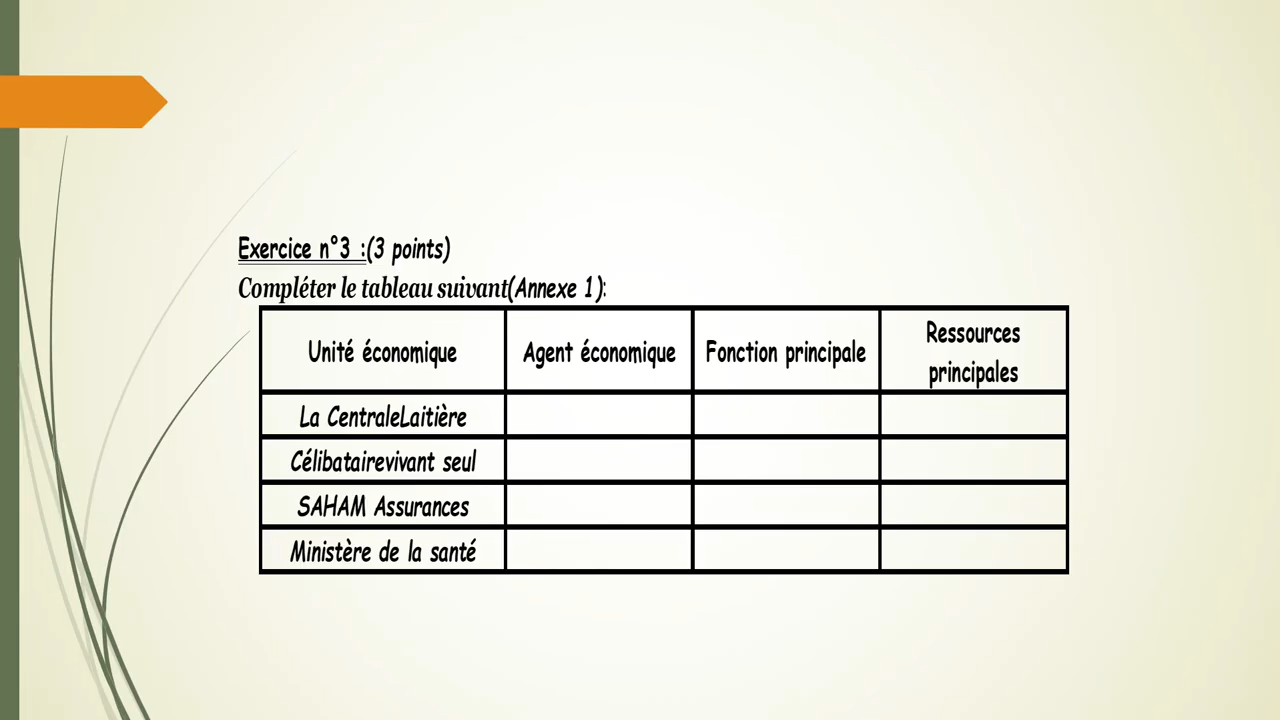 Exercice n°3 :(3 points)
Compléter le tableau suivant(Annexe 1):
Unité économique Agent économique Fonction principale Ressources principales
La CentraleLaitière
Célibatairevivant seul
SAHAM Assurances
Ministère de la santé